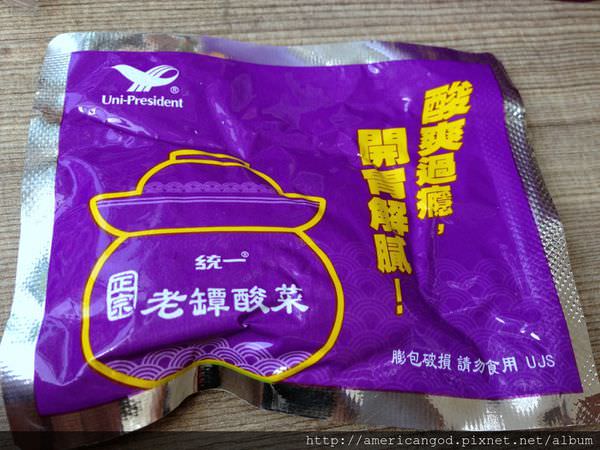 Uni-President®
酸爽過癮，
開胃解膩！
統一®
正宗
老罈酸菜
膨包破損 請勿食用 UJS
http://americangod.pixnet.net/album